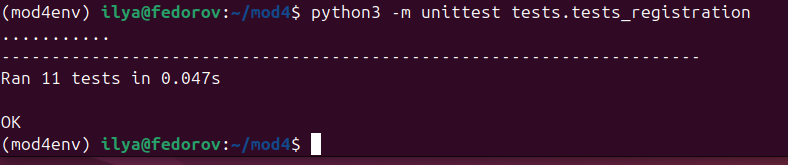 (mod4env) ilya@fedorov:~/mod4$ python3 -m unittest tests.tests_registration
...........
----------------------------------------------------------------------
Ran 11 tests in 0.047s

OK
(mod4env) ilya@fedorov:~/mod4$